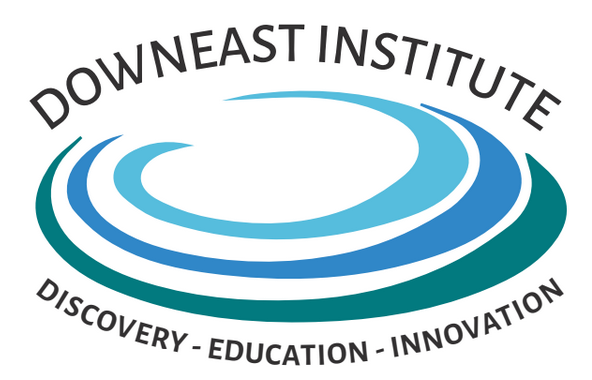 DOWNEAST INSTITUTE
DISCOVERY - EDUCATION - INNOVATION